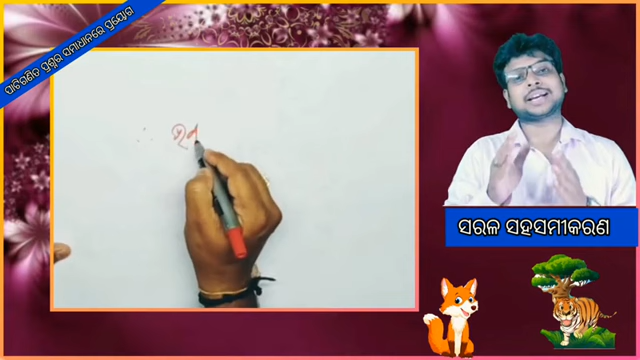 ପାଟିଗଣିତ ପ୍ରଶ୍ନର ସମାଧାନରେ ପ୍ରୟୋଗ
ସରଳ ସହସମୀକରଣ